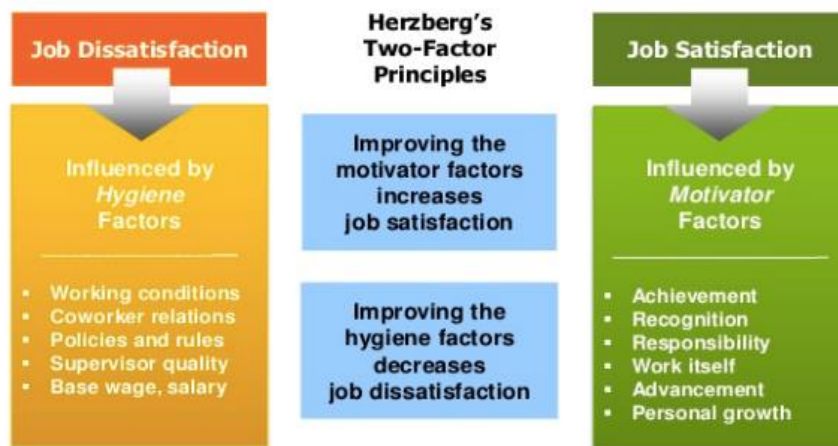 Job Dissatisfaction
Influenced by
Hygiene
Factors
▪ Working conditions
▪ Coworker relations
▪ Policies and rules
▪ Supervisor quality
▪ Base wage, salary
Herzberg's
Two-Factor
Principles
Improving the
motivator factors
increases
job satisfaction
Improving the
hygiene factors
decreases
job dissatisfaction
Job Satisfaction
Influenced by
Motivator
Factors
▪ Achievement
▪ Recognition
▪ Responsibility
▪ Work itself
▪ Advancement
▪ Personal growth